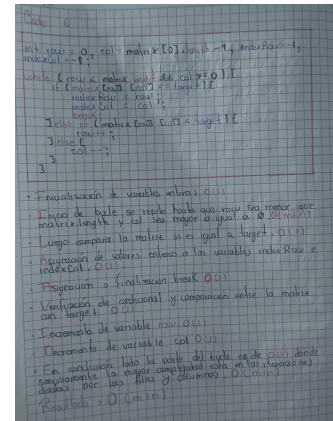 Code 6
int row = 0, col = matrix [0].length - 1, indexRow = -1,
indexCol = -1;
while ( row < matrix.length && col >= 0 ) {
if (matrix [row] [col] == target) {
indexRow = row;
indexCol = col;
break;
} else if (matrix [row] [col] < target) {
row++;
} else {
col--;
}
}
• Inicialización de variables enteras O(1)
• Inicio de bucle se repite hasta que row sea menor que
matrix.length y col sea mayor o igual a 0 O(m+n)
• Luego compara la matrix si es igual a target. O(1)
• Asignación de valores enteros a las variables indexRow e
indexCol. O(1)
• Asignación o finalización break O(1)
• Verificación de condicional y comparación entre la matrix
con target O(1)
• Incremento de variable row O(1)
• Decremento de variable col O(1)
• En conclusión toda la parte del bucle es de O(1) donde
sencillamente la mayor complejidad esta en las iteraciones
dadas por las filas y columnas O(m+n)
Resultado = O(m+n)